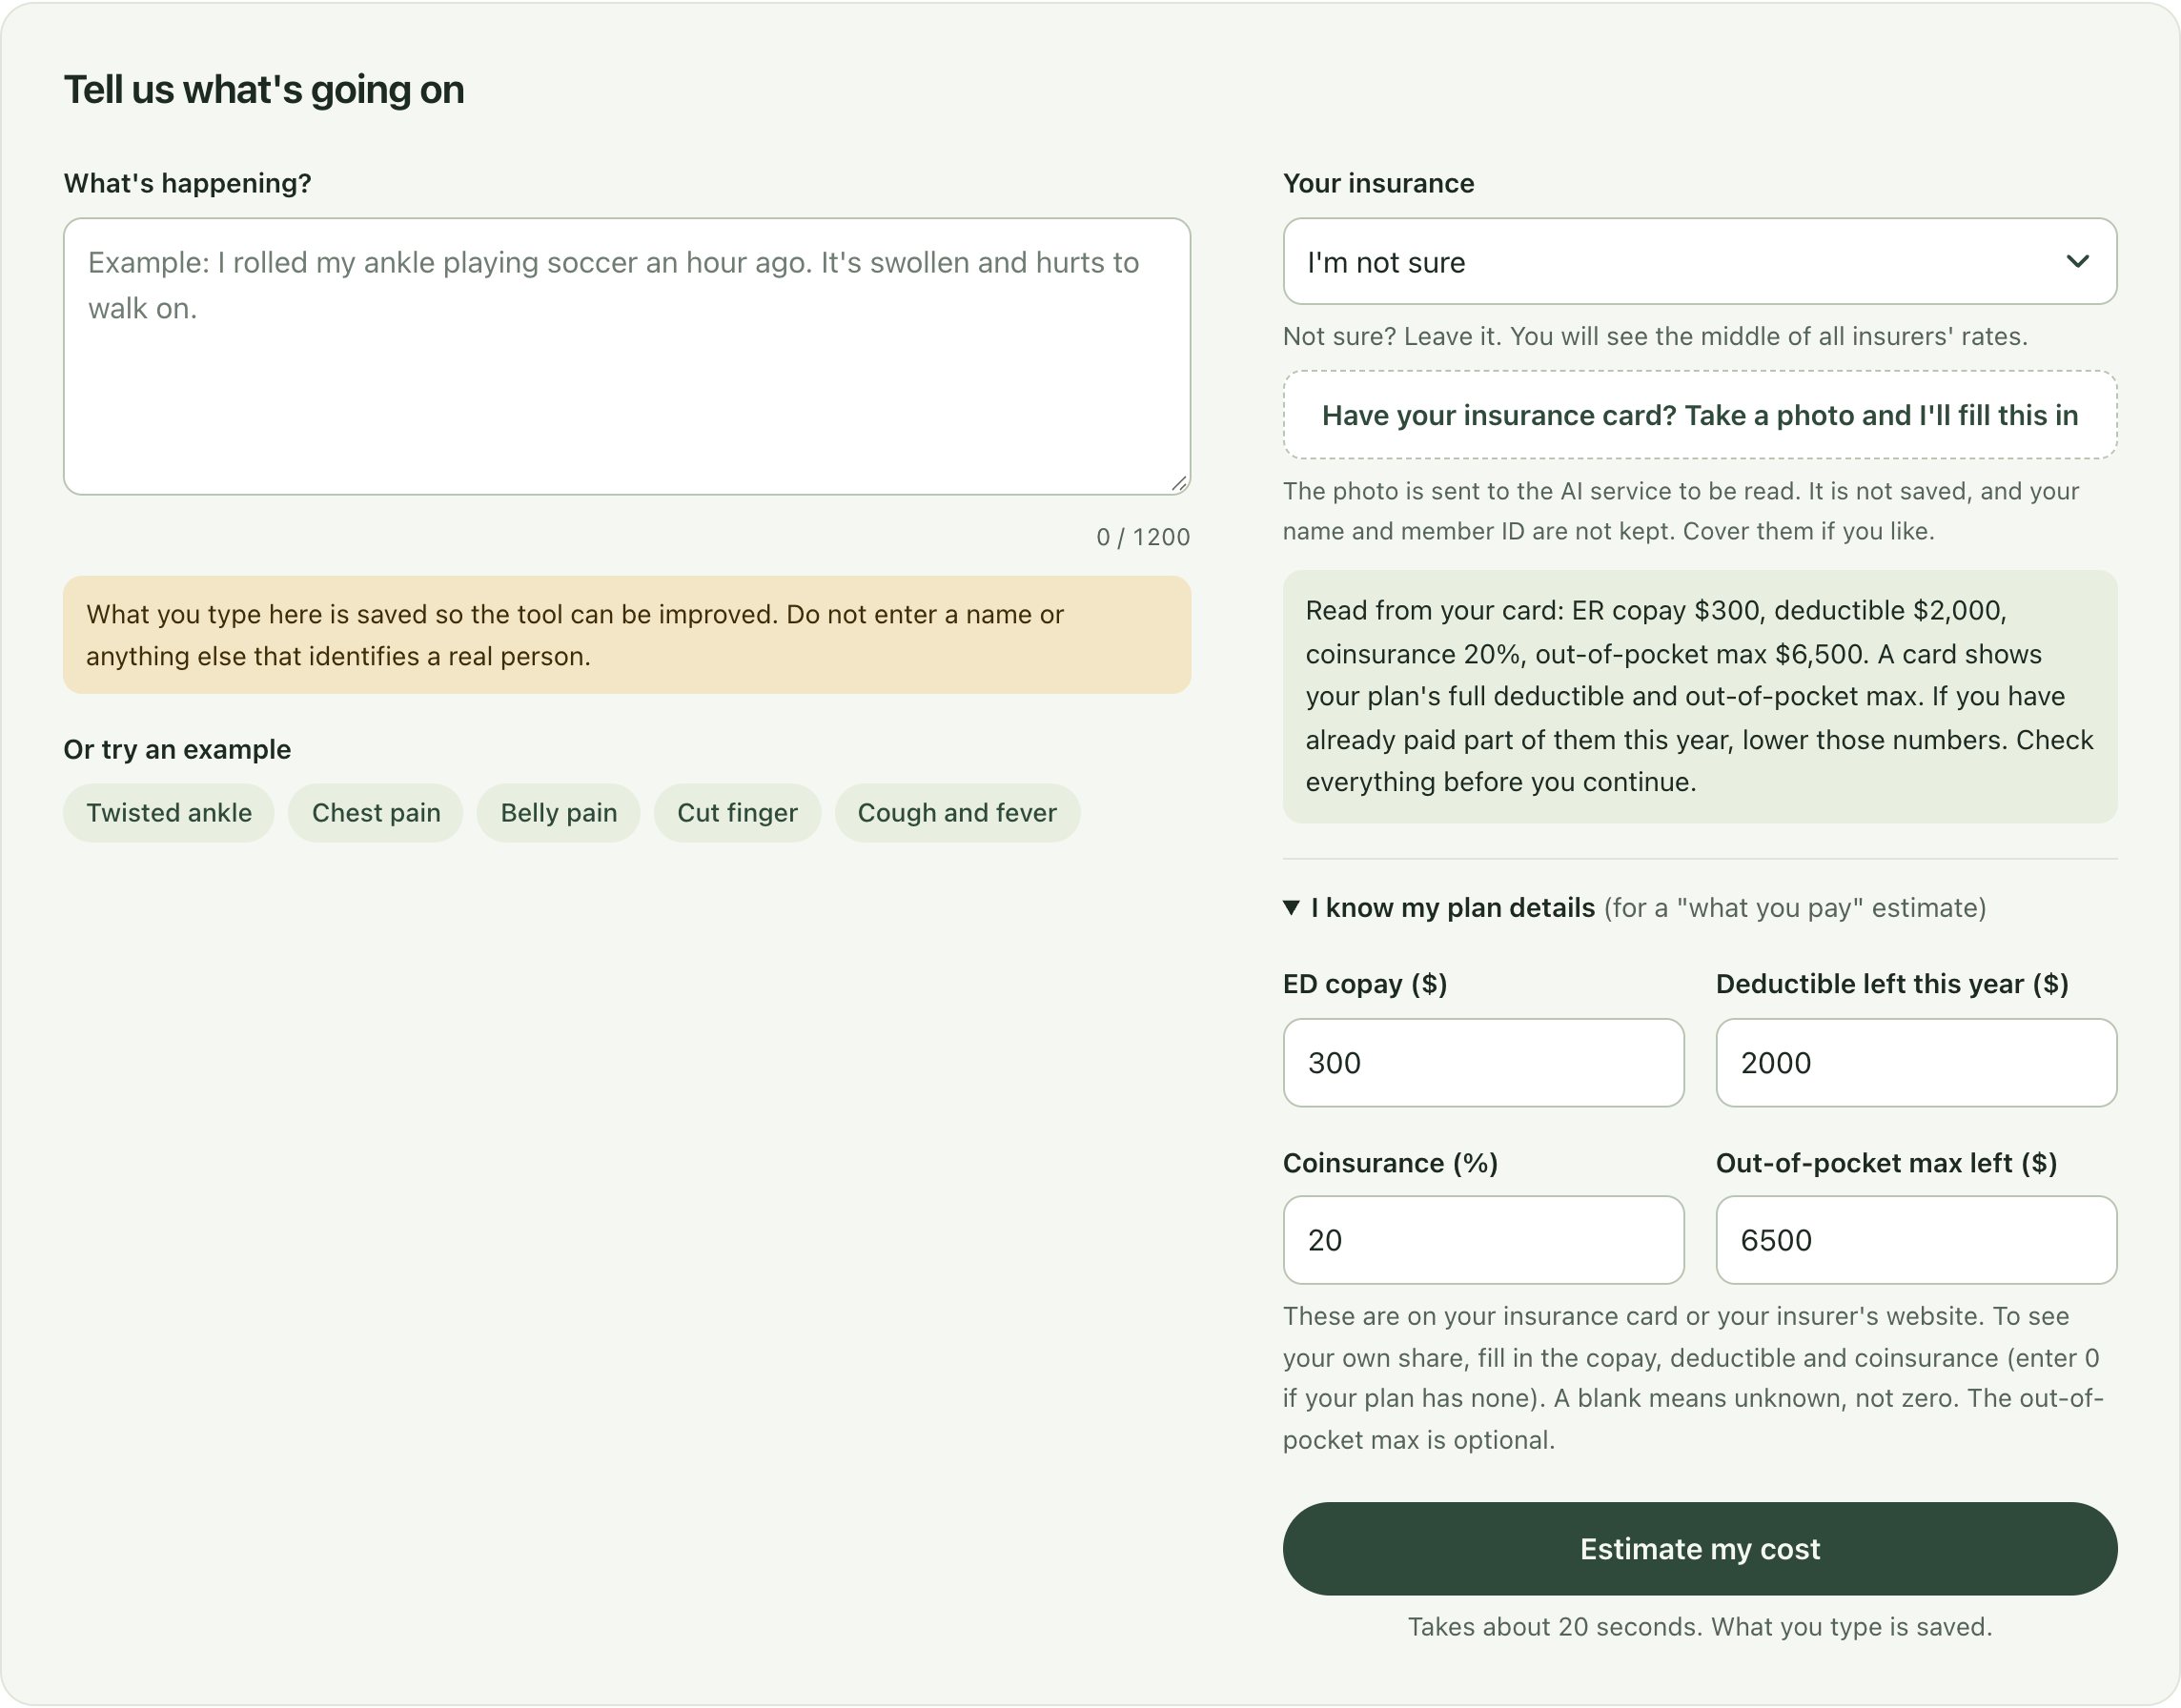 Tell us what's going on
What's happening?
Example: I rolled my ankle playing soccer an hour ago. It's swollen and hurts to
walk on.
0 / 1200
What you type here is saved so the tool can be improved. Do not enter a name or
anything else that identifies a real person.
Or try an example
Twisted ankle
Chest pain
Belly pain
Cut finger
Cough and fever
Your insurance
I'm not sure
Not sure? Leave it. You will see the middle of all insurers' rates.
Have your insurance card? Take a photo and I'll fill this in
The photo is sent to the AI service to be read. It is not saved, and your
name and member ID are not kept. Cover them if you like.
Read from your card: ER copay $300, deductible $2,000,
coinsurance 20%, out-of-pocket max $6,500. A card shows
your plan's full deductible and out-of-pocket max. If you have
already paid part of them this year, lower those numbers. Check
everything before you continue.
▼ I know my plan details (for a "what you pay" estimate)
ED copay ($)
300
Deductible left this year ($)
2000
Coinsurance (%)
20
Out-of-pocket max left ($)
6500
These are on your insurance card or your insurer's website. To see
your own share, fill in the copay, deductible and coinsurance (enter 0
if your plan has none). A blank means unknown, not zero. The out-of-
pocket max is optional.
Estimate my cost
Takes about 20 seconds. What you type is saved.